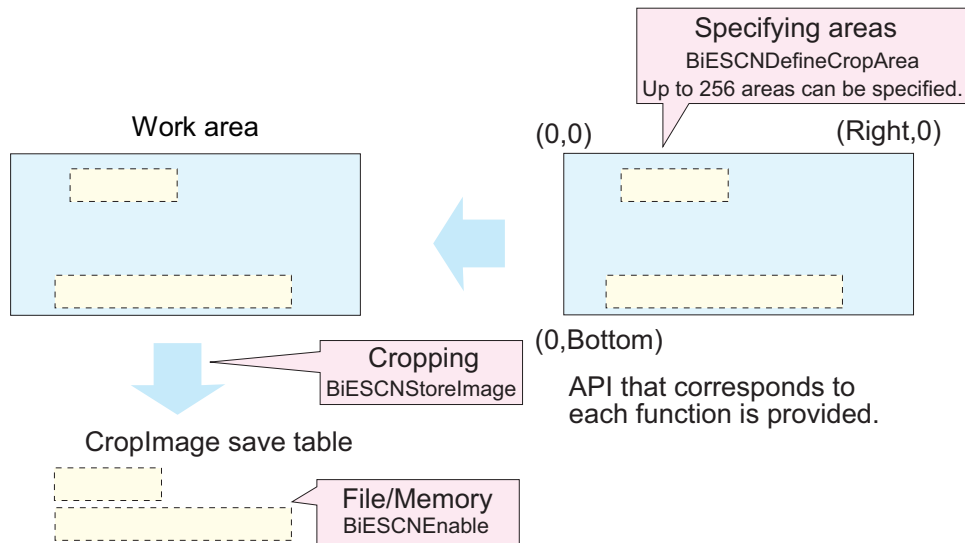 Specifying areas
BiESCNDefineCropArea
Up to 256 areas can be specified.
Work area
(0,0)
(Right,0)
(0,Bottom)
Cropping
BiESCNStoreImage
API that corresponds to
each function is provided.
CropImage save table
File/Memory
BiESCNEnable